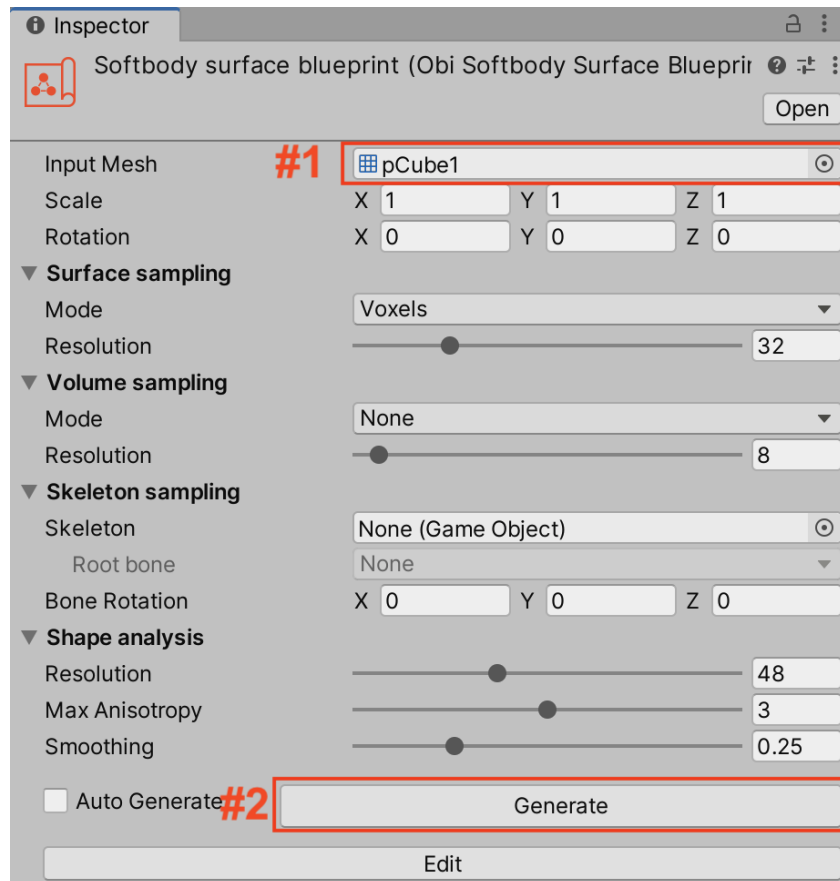 Inspector
Softbody surface blueprint (Obi Softbody Surface Blueprir
Open
Input Mesh #1 pCube1
Scale X 1 Y 1 Z 1
Rotation X 0 Y 0 Z 0
Surface sampling
Mode Voxels
Resolution 32
Volume sampling
Mode None
Resolution 8
Skeleton sampling
Skeleton None (Game Object)
Root bone None
Bone Rotation X 0 Y 0 Z 0
Shape analysis
Resolution 48
Max Anisotropy 3
Smoothing 0.25
Auto Generate #2 Generate
Edit